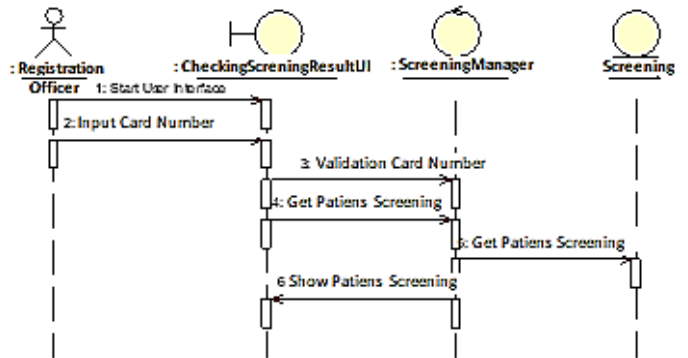 : Registration
Officer
: CheckingScreningResultUI
: ScreeningManager
Screening
1: Start User Interface
2: Input Card Number
3: Validation Card Number
4: Get Patiens Screening
5: Get Patiens Screening
6 Show Patiens Screening